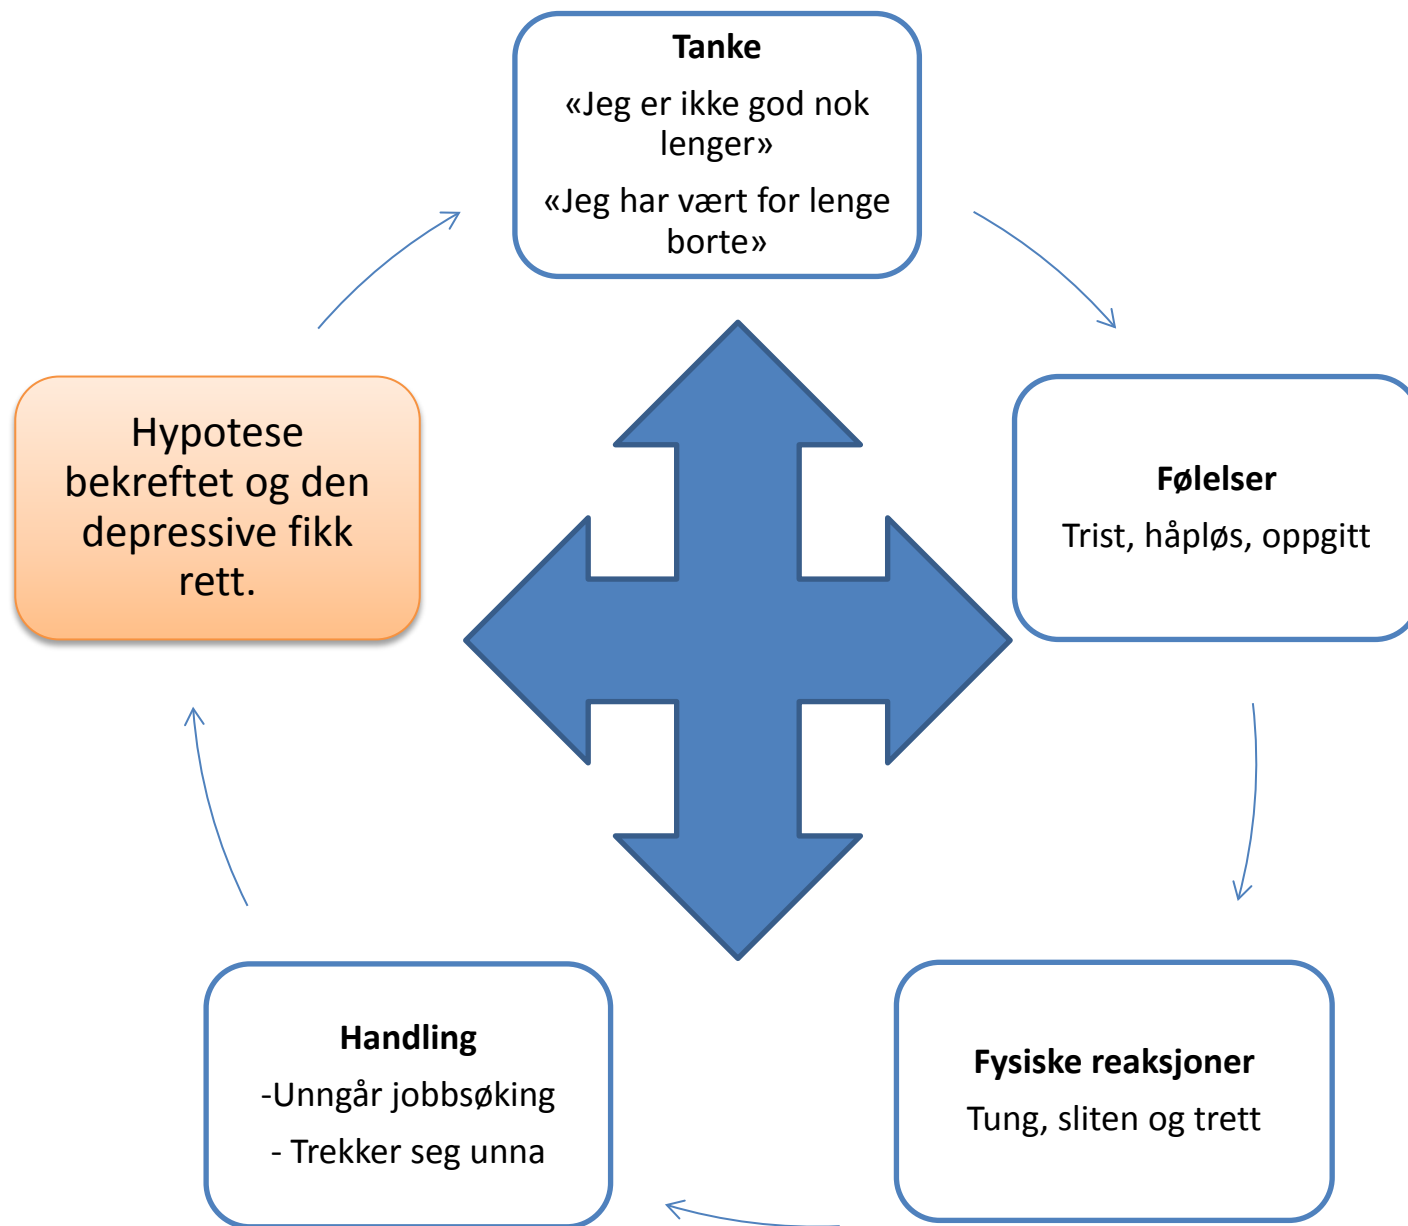 Tanke
«Jeg er ikke god nok
lenger»
«Jeg har vært for lenge
borte»
Følelser
Trist, håpløs, oppgitt
Fysiske reaksjoner
Tung, sliten og trett
Handling
-Unngår jobbsøking
- Trekker seg unna
Hypotese
bekreftet og den
depressive fikk
rett.